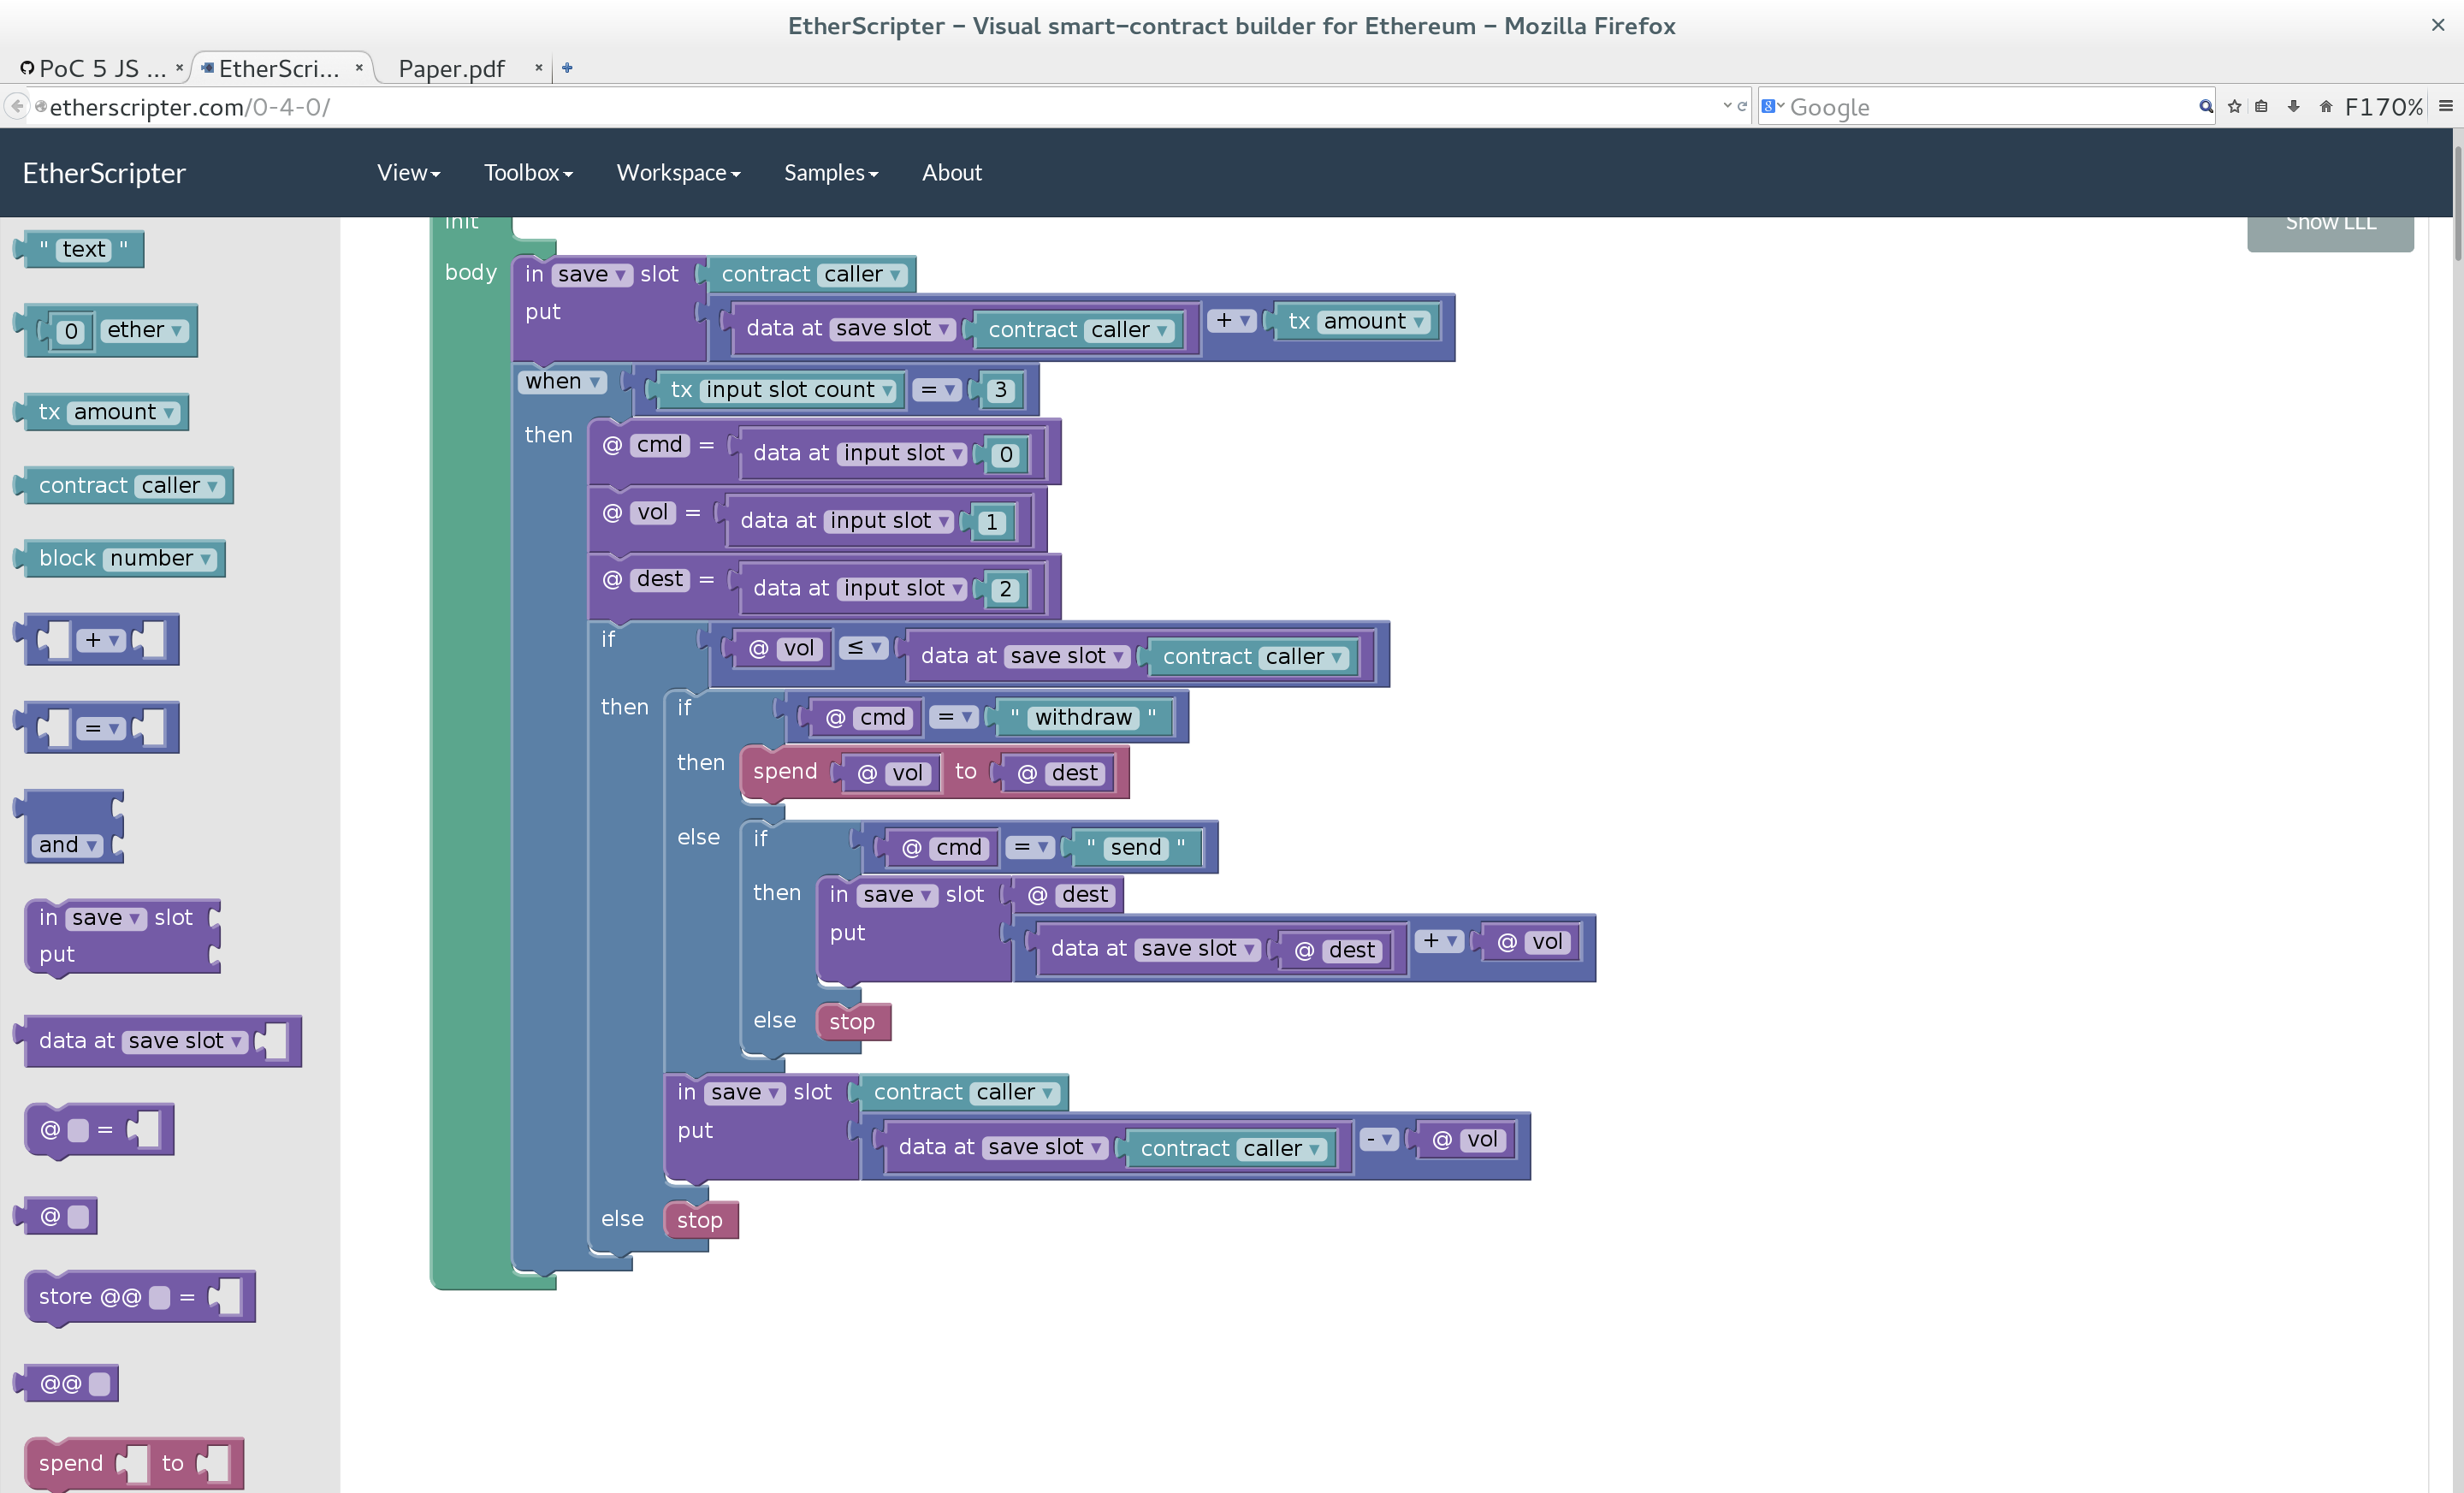 EtherScripter – Visual smart-contract builder for Ethereum – Mozilla Firefox ×
PoC 5 JS ... × EtherScri... × Paper.pdf × +
etherscripter.com/0-4-0/ Google F170%
EtherScripter View Toolbox Workspace Samples About
Show LLL
" text "
0 ether
tx amount
contract caller
block number
+
=
and
in save slot
put
data at save slot
@ =
@
store @@ =
@@
spend to
init
body in save slot contract caller
put data at save slot contract caller + tx amount
when tx input slot count = 3
then @ cmd = data at input slot 0
@ vol = data at input slot 1
@ dest = data at input slot 2
if @ vol ≤ data at save slot contract caller
then if @ cmd = " withdraw "
then spend @ vol to @ dest
else if @ cmd = " send "
then in save slot @ dest
put data at save slot @ dest + @ vol
else stop
in save slot contract caller
put data at save slot contract caller - @ vol
else stop